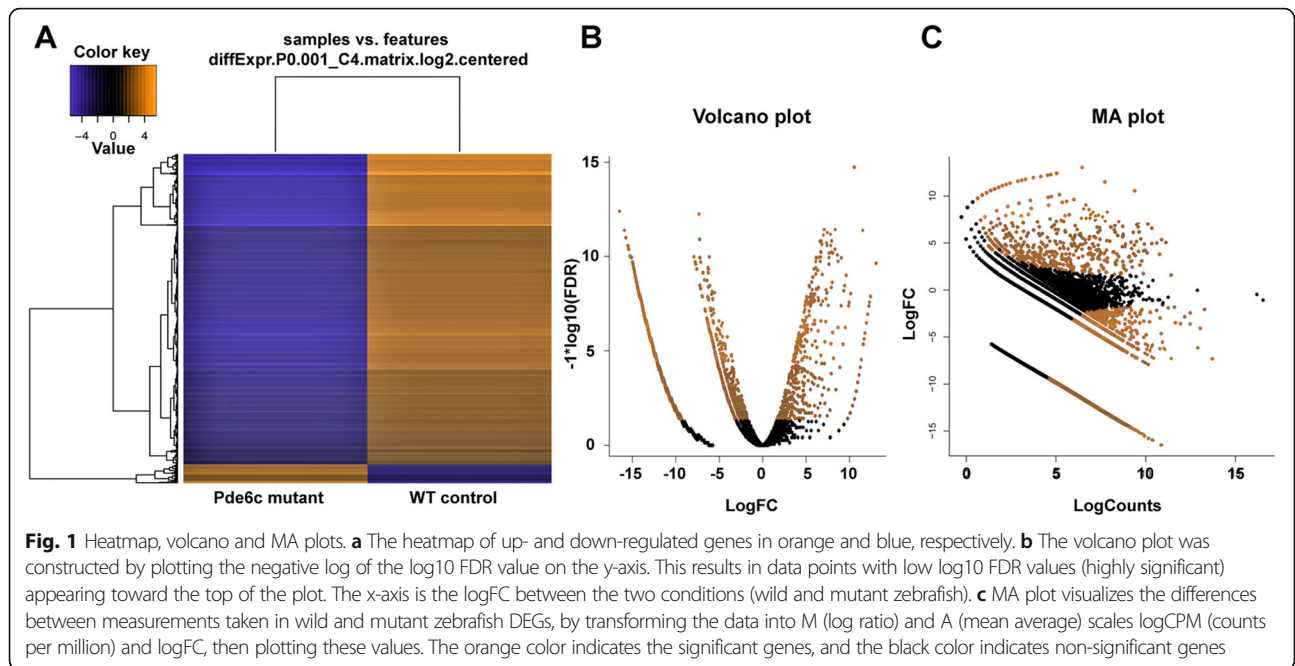 A
samples vs. features
diffExpr.P0.001_C4.matrix.log2.centered
Color key
−4 0 4
Value
Pde6c mutant
WT control
B
Volcano plot
-1*log10(FDR)
15
10
5
0
-15 -10 -5 0 5 10
LogFC
C
MA plot
LogFC
10
5
0
-5
-10
-15
0 5 10 15
LogCounts
Fig. 1 Heatmap, volcano and MA plots. a The heatmap of up- and down-regulated genes in orange and blue, respectively. b The volcano plot was
constructed by plotting the negative log of the log10 FDR value on the y-axis. This results in data points with low log10 FDR values (highly significant)
appearing toward the top of the plot. The x-axis is the logFC between the two conditions (wild and mutant zebrafish). c MA plot visualizes the differences
between measurements taken in wild and mutant zebrafish DEGs, by transforming the data into M (log ratio) and A (mean average) scales logCPM (counts
per million) and logFC, then plotting these values. The orange color indicates the significant genes, and the black color indicates non-significant genes